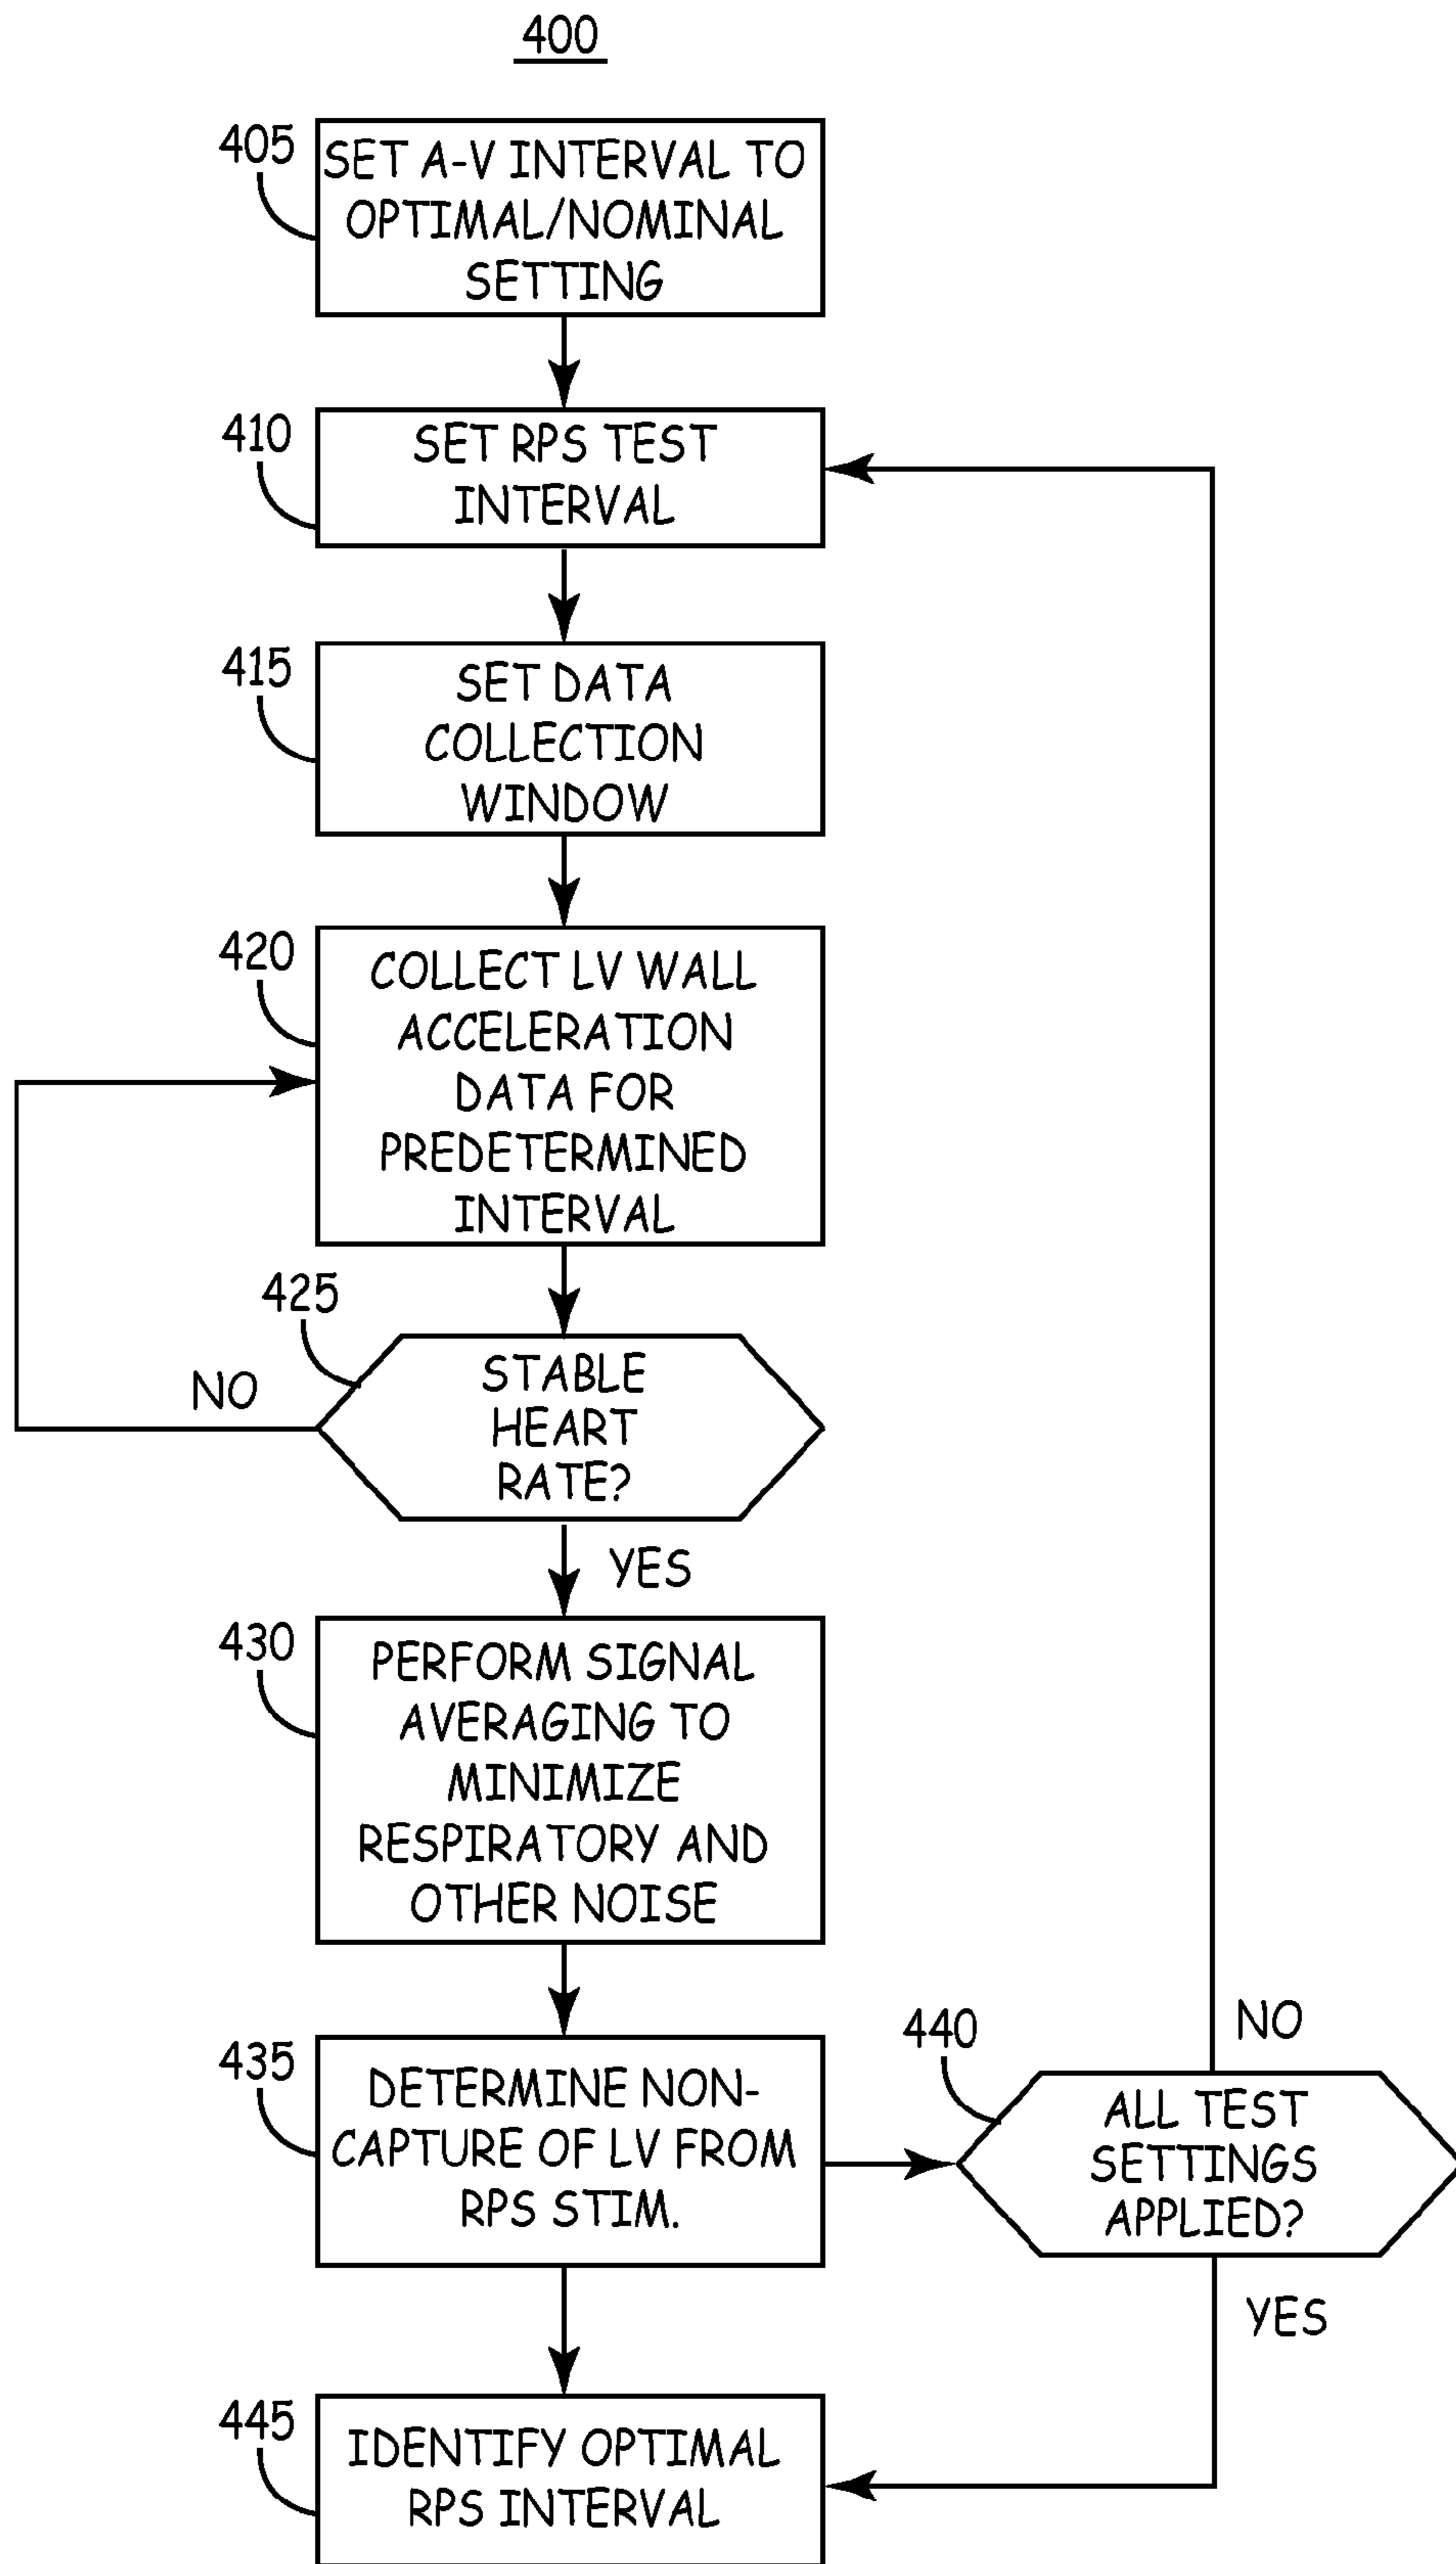 400
405
SET A-V INTERVAL TO
OPTIMAL/NOMINAL
SETTING
410
SET RPS TEST
INTERVAL
415
SET DATA
COLLECTION
WINDOW
420
COLLECT LV WALL
ACCELERATION
DATA FOR
PREDETERMINED
INTERVAL
425
STABLE
HEART
RATE?
NO
YES
430
PERFORM SIGNAL
AVERAGING TO
MINIMIZE
RESPIRATORY AND
OTHER NOISE
435
DETERMINE NON-
CAPTURE OF LV FROM
RPS STIM.
440
ALL TEST
SETTINGS
APPLIED?
NO
YES
445
IDENTIFY OPTIMAL
RPS INTERVAL